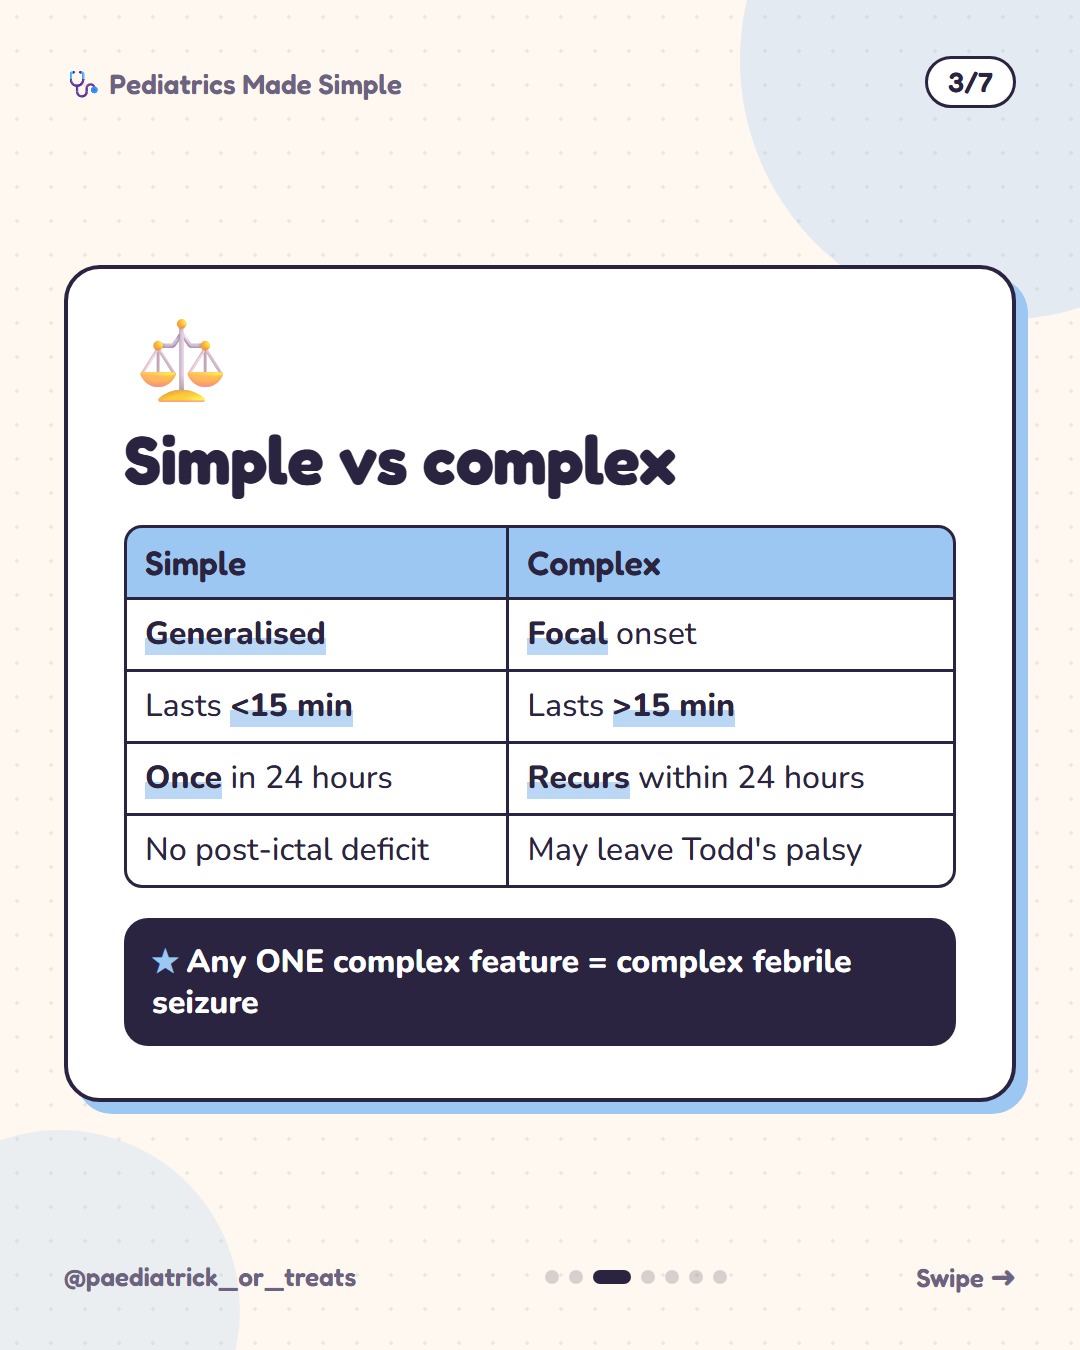 Pediatrics Made Simple
3/7
Simple vs complex
Simple
Complex
Generalised
Focal onset
Lasts <15 min
Lasts >15 min
Once in 24 hours
Recurs within 24 hours
No post-ictal deficit
May leave Todd's palsy
★ Any ONE complex feature = complex febrile
seizure
@paediatrick_or_treats
Swipe →